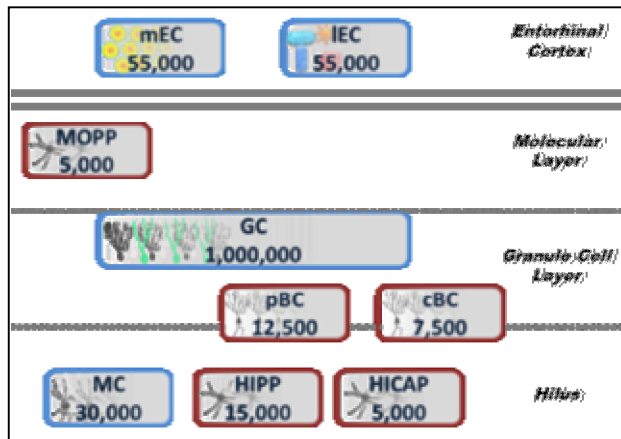 mEC
55,000
lEC
55,000
Entorhinal
Cortex
MOPP
5,000
Molecular
Layer
GC
1,000,000
Granule Cell
Layer
pBC
12,500
cBC
7,500
MC
30,000
HIPP
15,000
HICAP
5,000
Hilus